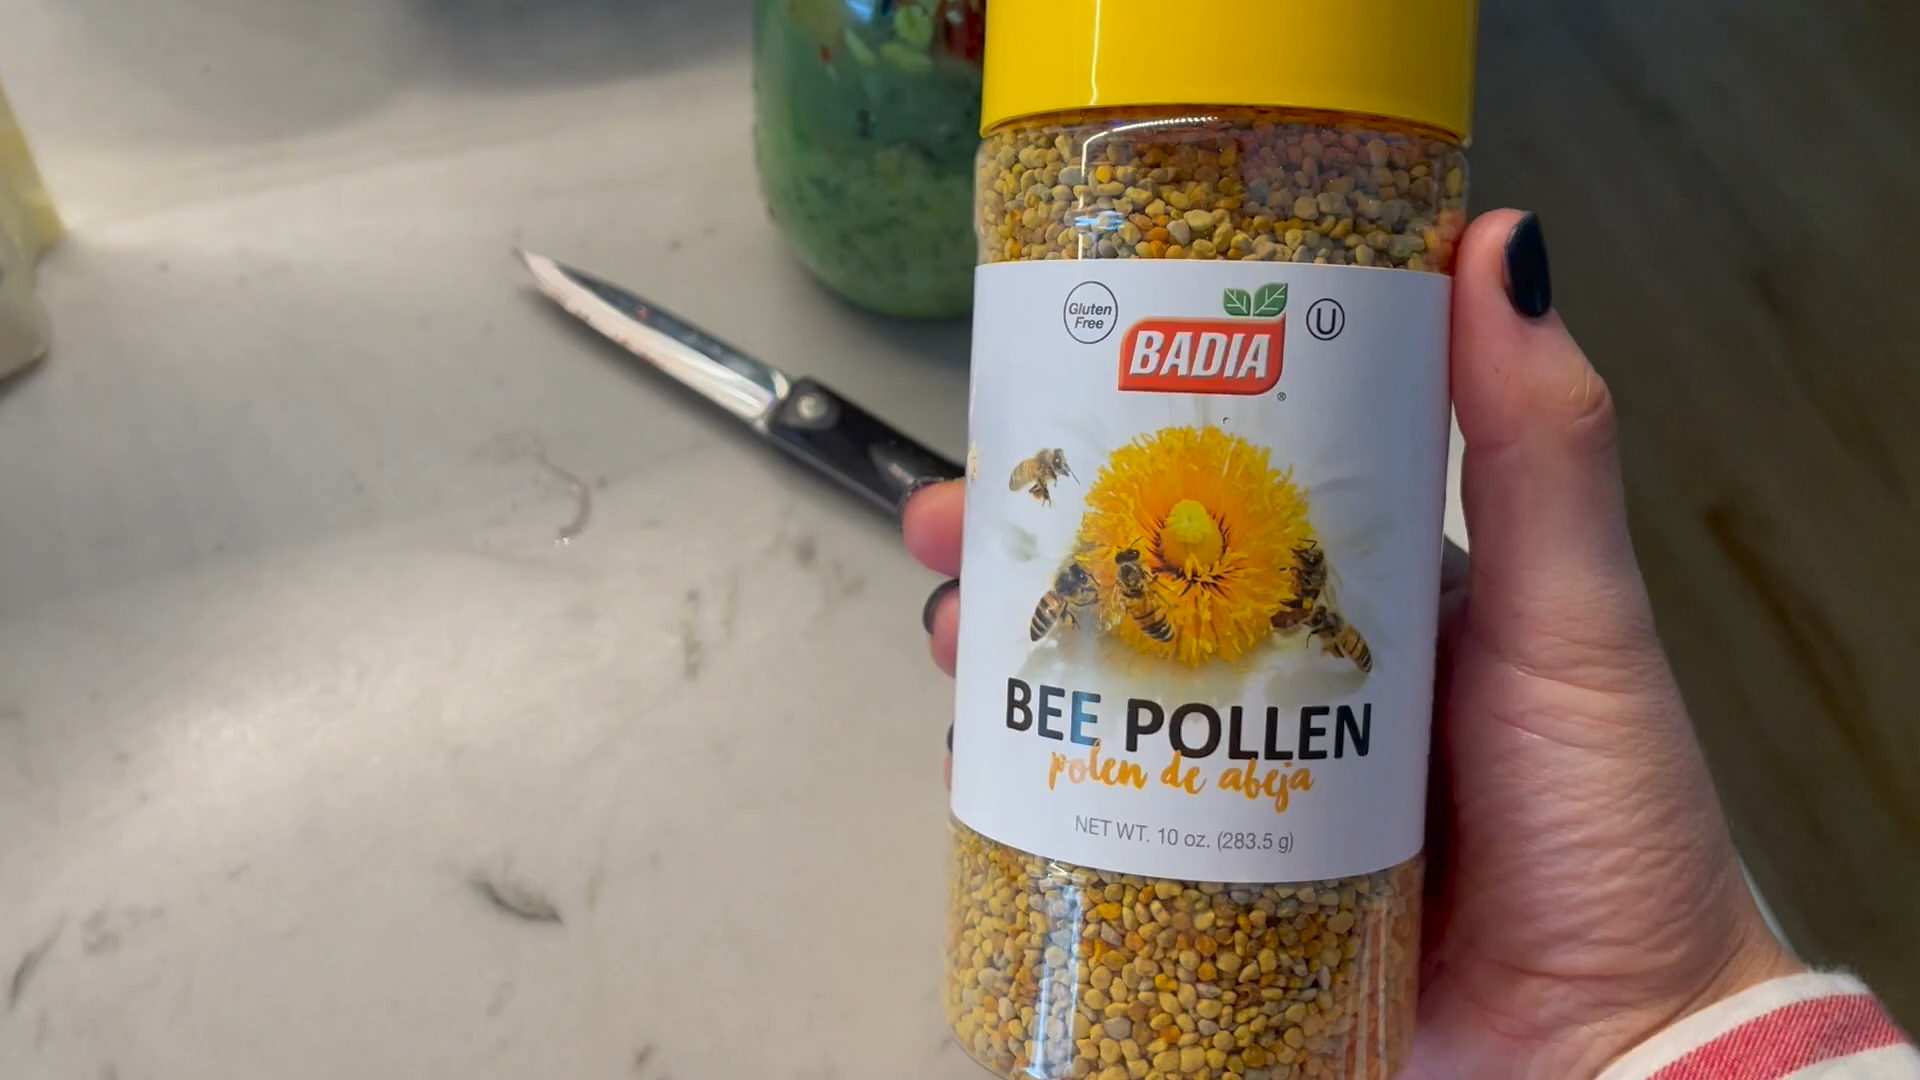 Gluten
Free
BADIA
®
U
BEE POLLEN
polen de abeja
NET WT. 10 oz. (283.5 g)